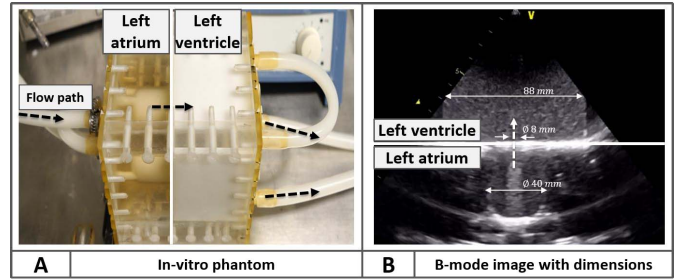 Left
atrium
Left
ventricle
Flow path
V
88 mm
Left ventricle
Ø 8 mm
Left atrium
Ø 40 mm
A
In-vitro phantom
B
B-mode image with dimensions